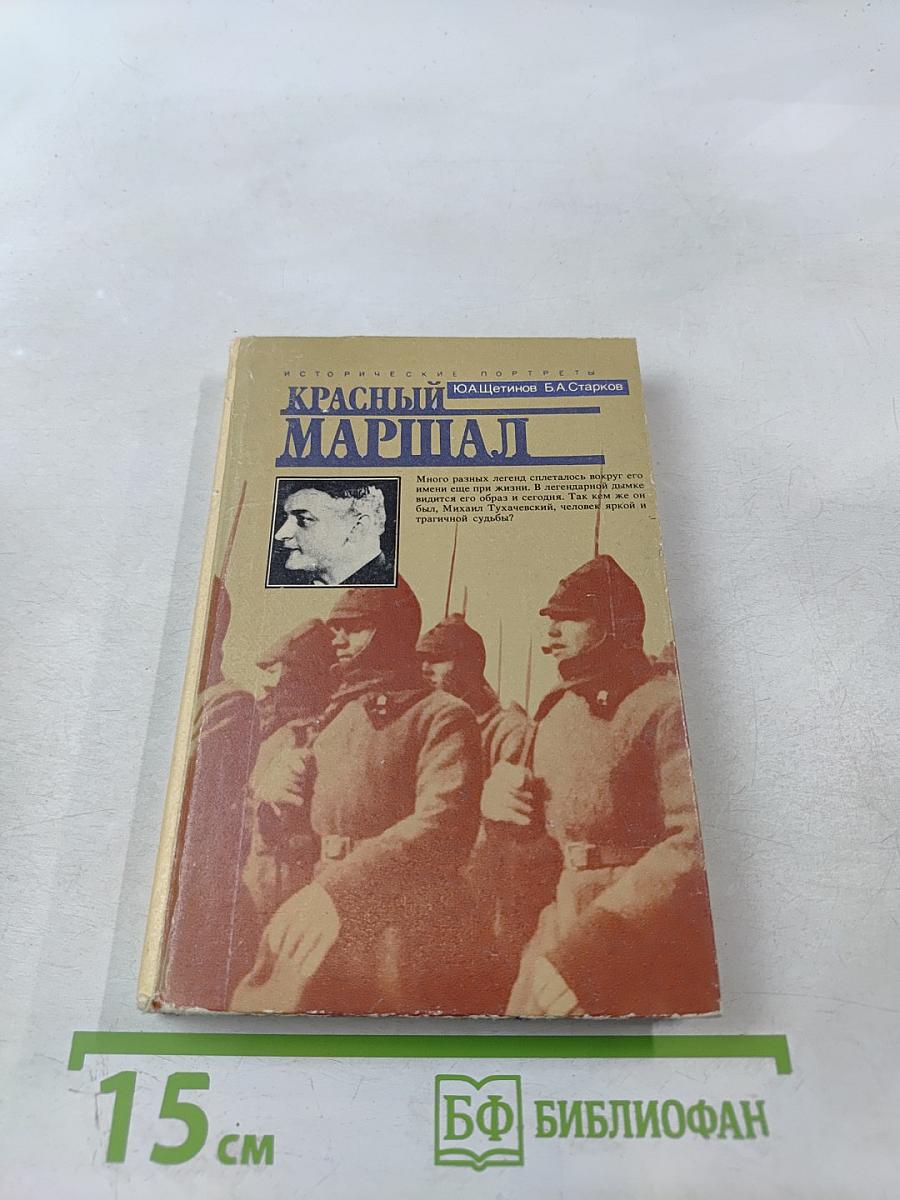 ИСТОРИЧЕСКИЕ ПОРТРЕТЫ
Ю.А.Щетинов Б.А.Старков
КРАСНЫЙ
МАРШАЛ
Много разных легенд сплеталось вокруг его
имени еще при жизни. В легендарной дымке
видится его образ и сегодня. Так кем же он
был, Михаил Тухачевский, человек яркой и
трагичной судьбы?
15 см
БФ БИБЛИОФАН